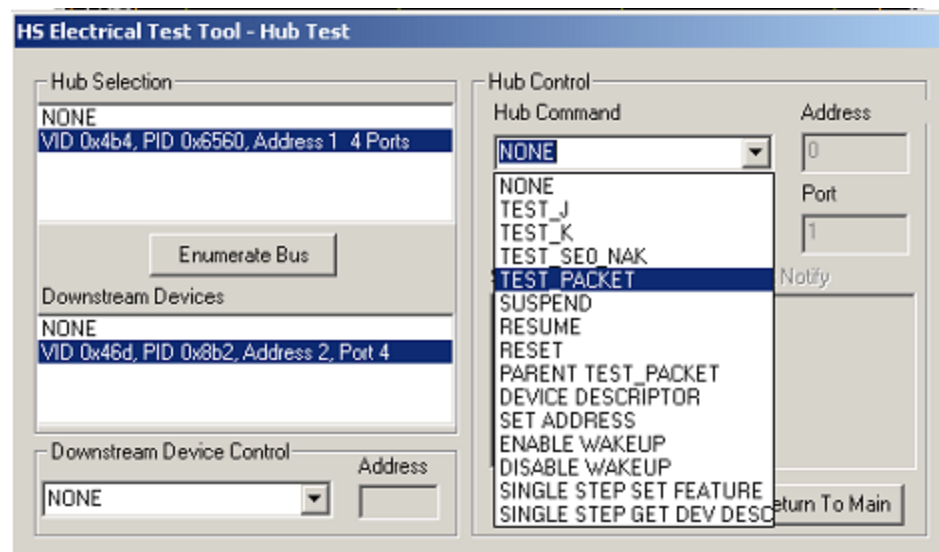 HS Electrical Test Tool - Hub Test
Hub Selection
NONE
VID 0x4b4, PID 0x6560, Address 1 4 Ports
Enumerate Bus
Downstream Devices
NONE
VID 0x46d, PID 0x8b2, Address 2, Port 4
Downstream Device Control
Address
NONE
Hub Control
Hub Command
Address
NONE
0
Port
1
NONE
TEST_J
TEST_K
TEST_SE0_NAK
TEST_PACKET
SUSPEND
RESUME
RESET
PARENT TEST_PACKET
DEVICE DESCRIPTOR
SET ADDRESS
ENABLE WAKEUP
DISABLE WAKEUP
SINGLE STEP SET FEATURE
SINGLE STEP GET DEV DESC
Notify
eturn To Main